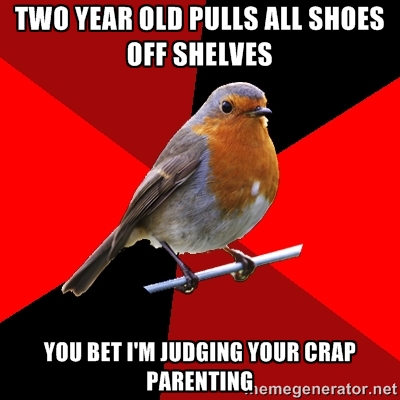 TWO YEAR OLD PULLS ALL SHOES
OFF SHELVES
YOU BET I'M JUDGING YOUR CRAP
PARENTING
memegenerator.net